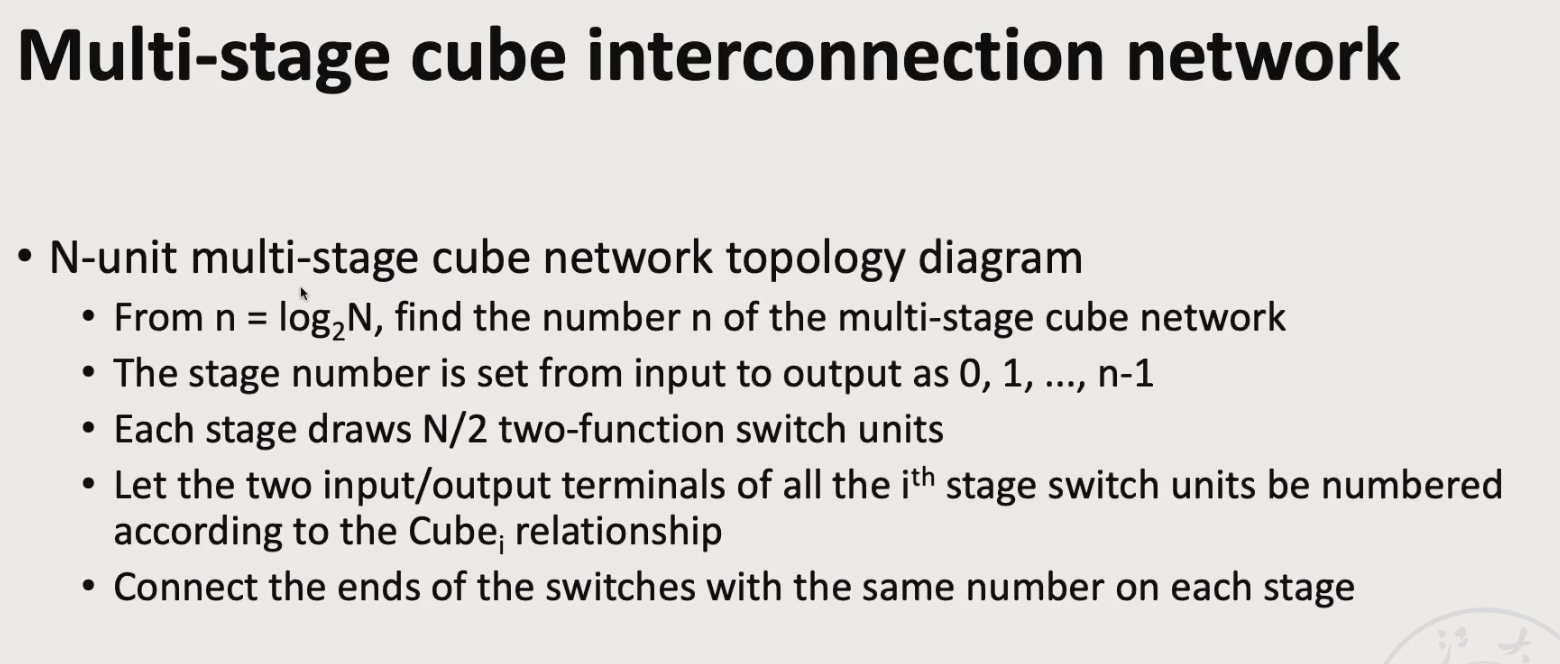 Multi-stage cube interconnection network
• N-unit multi-stage cube network topology diagram
• From n = log₂N, find the number n of the multi-stage cube network
• The stage number is set from input to output as 0, 1, ..., n-1
• Each stage draws N/2 two-function switch units
• Let the two input/output terminals of all the iᵗʰ stage switch units be numbered
according to the Cubeᵢ relationship
• Connect the ends of the switches with the same number on each stage